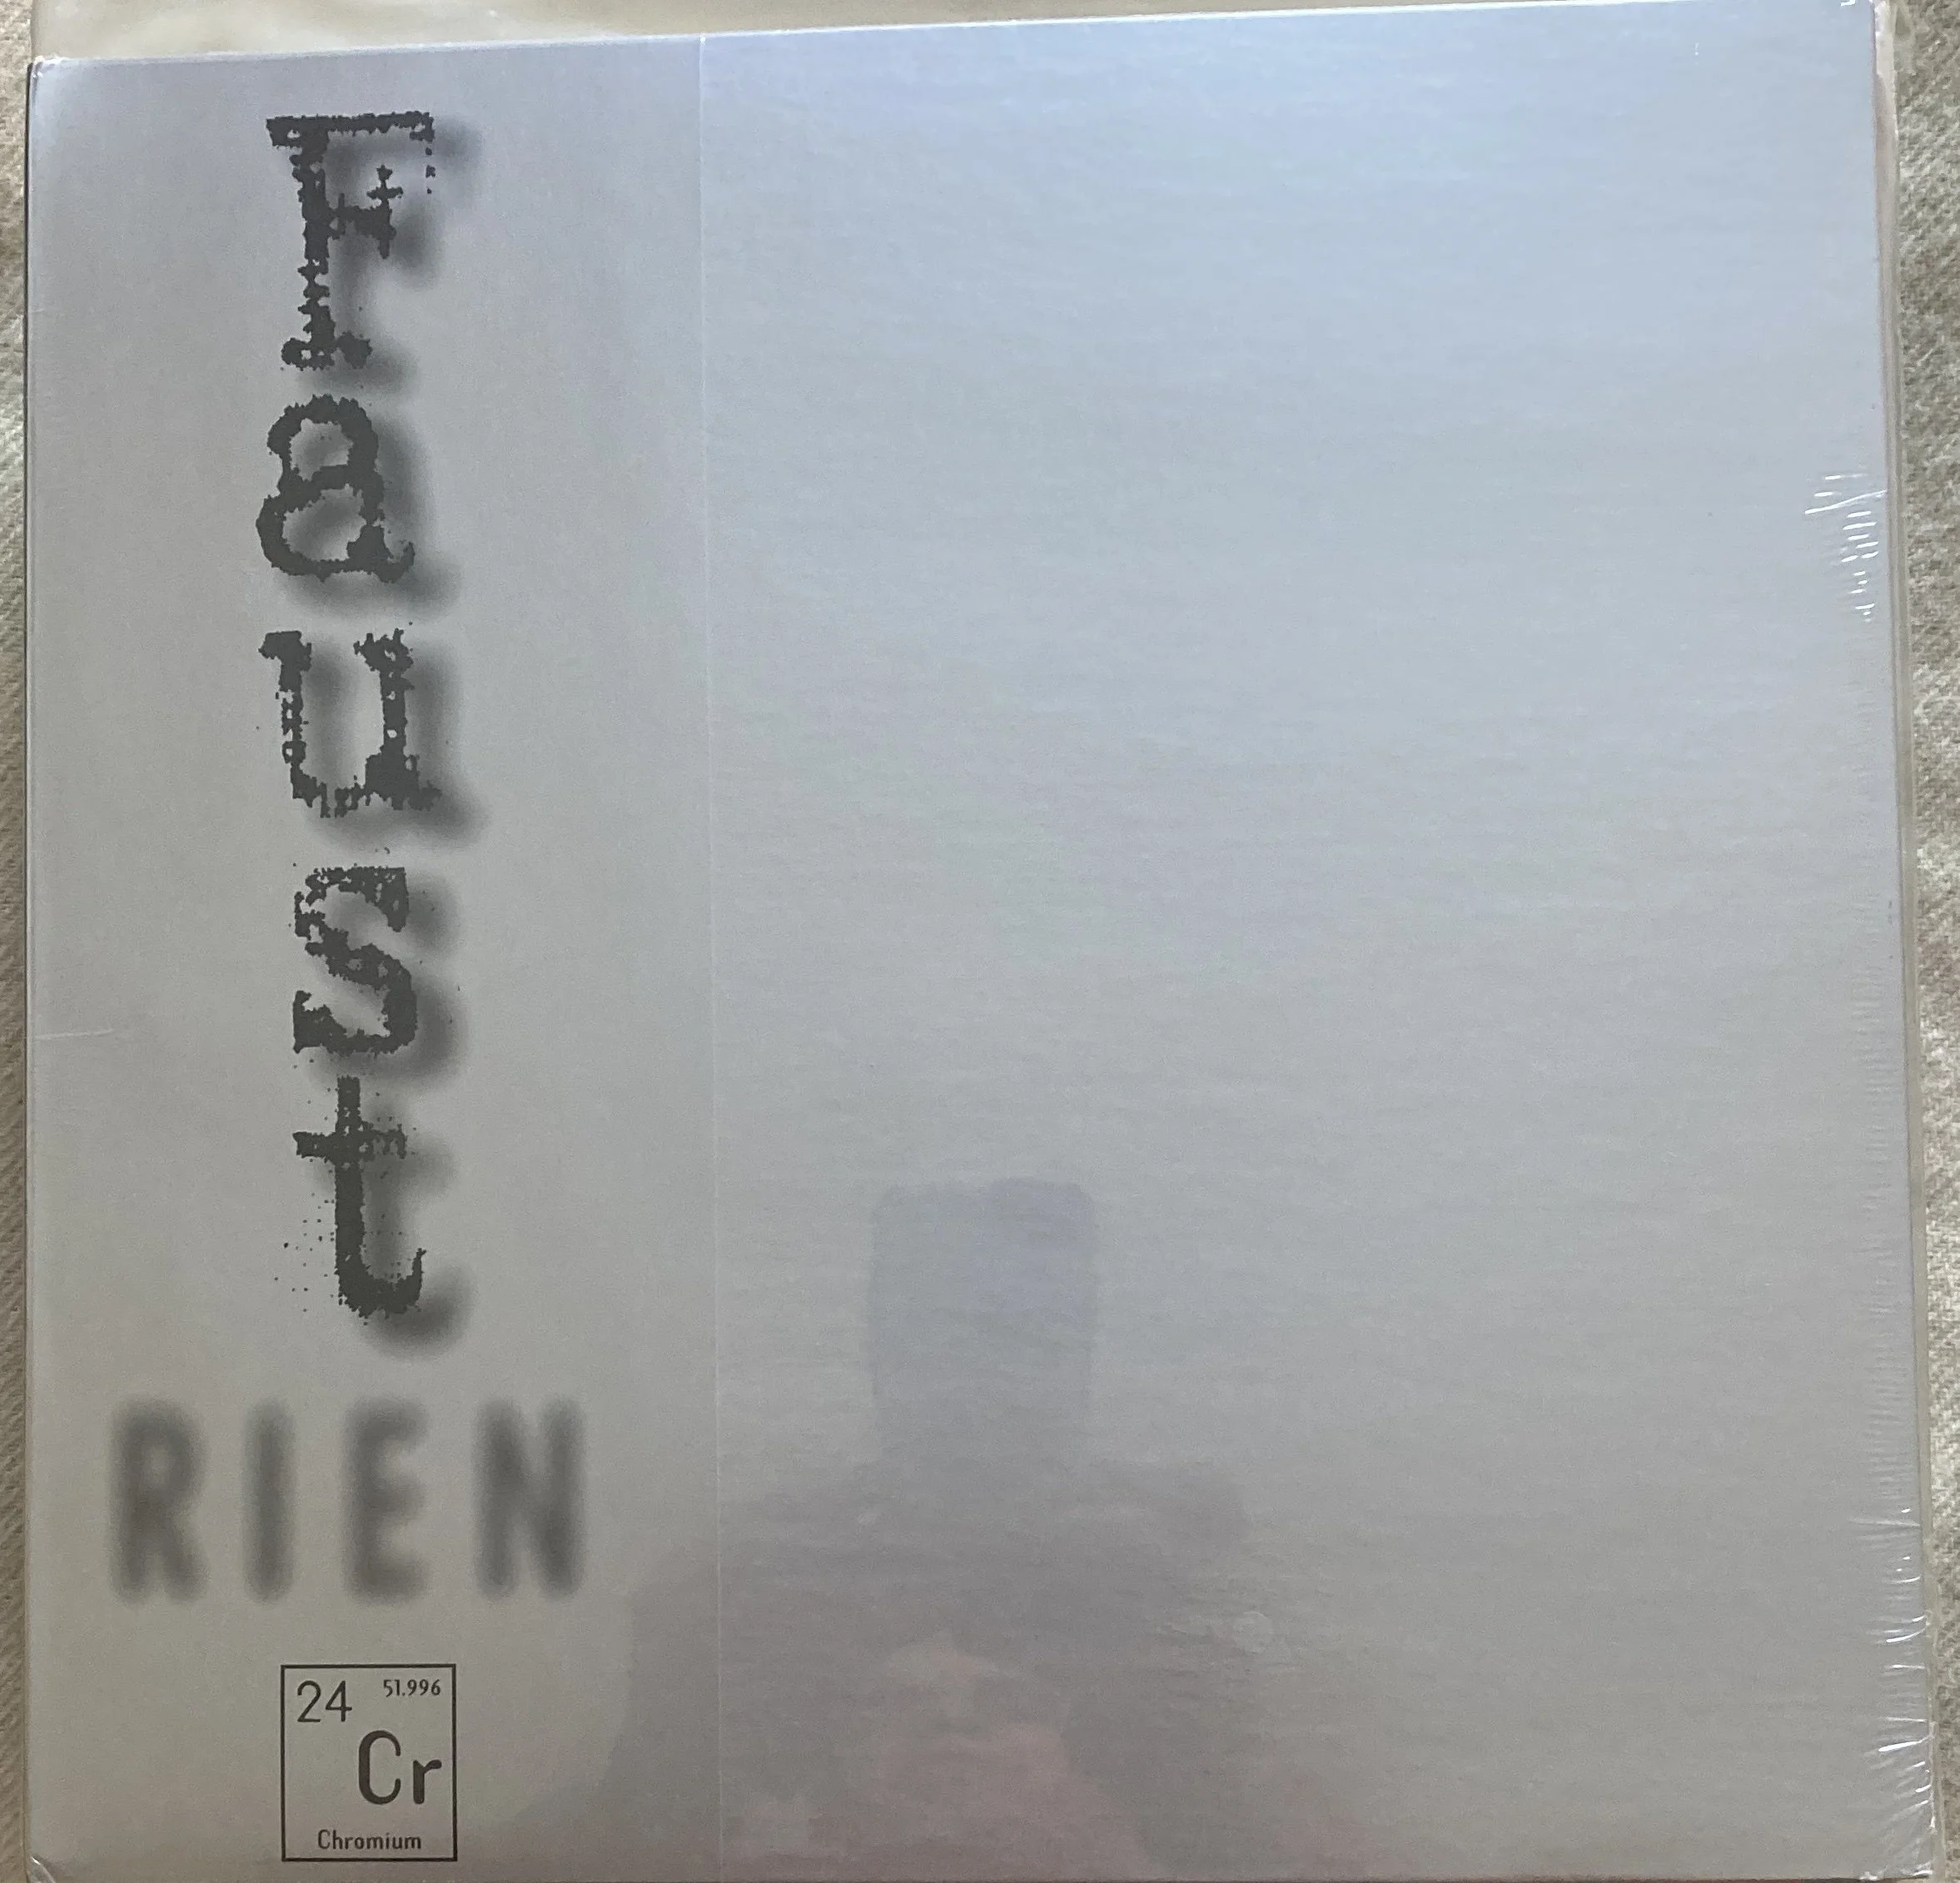 Faust
RIEN
24 51.996
Cr
Chromium